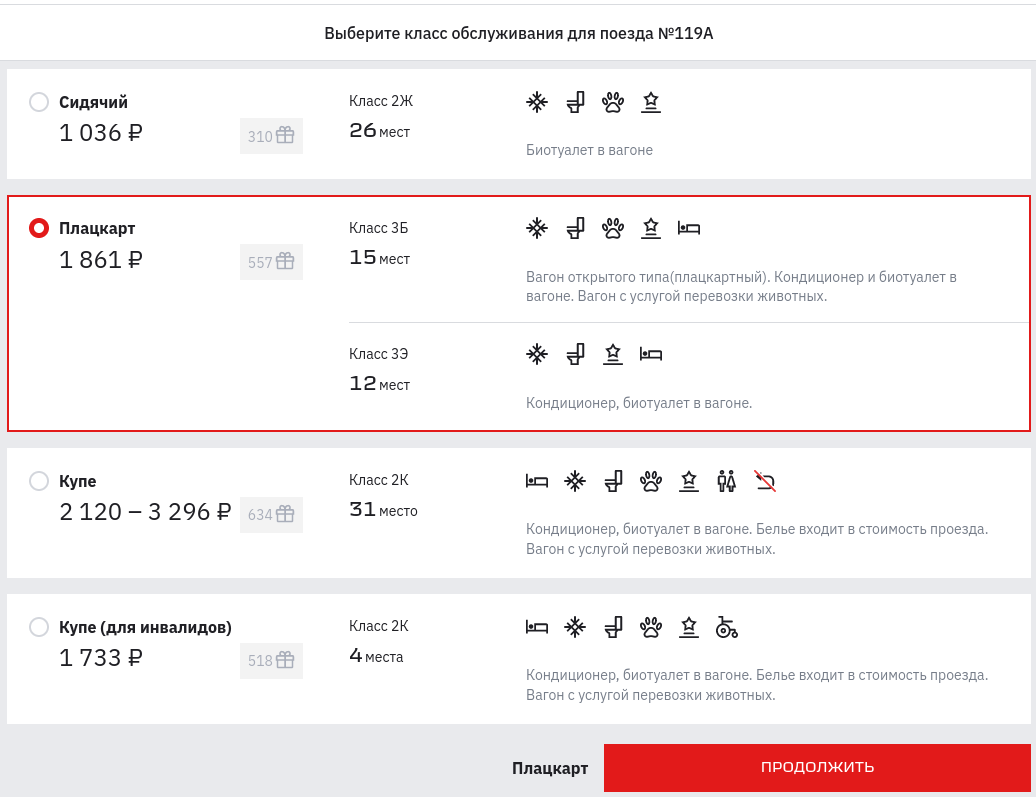 Выберите класс обслуживания для поезда №119А
Сидячий
1 036 ₽
310
Класс 2Ж
26 мест
Биотуалет в вагоне
Плацкарт
1 861 ₽
557
Класс 3Б
15 мест
Вагон открытого типа(плацкартный). Кондиционер и биотуалет в
вагоне. Вагон с услугой перевозки животных.
Класс 3Э
12 мест
Кондиционер, биотуалет в вагоне.
Купе
2 120 – 3 296 ₽
634
Класс 2К
31 место
Кондиционер, биотуалет в вагоне. Белье входит в стоимость проезда.
Вагон с услугой перевозки животных.
Купе (для инвалидов)
1 733 ₽
518
Класс 2К
4 места
Кондиционер, биотуалет в вагоне. Белье входит в стоимость проезда.
Вагон с услугой перевозки животных.
Плацкарт
ПРОДОЛЖИТЬ